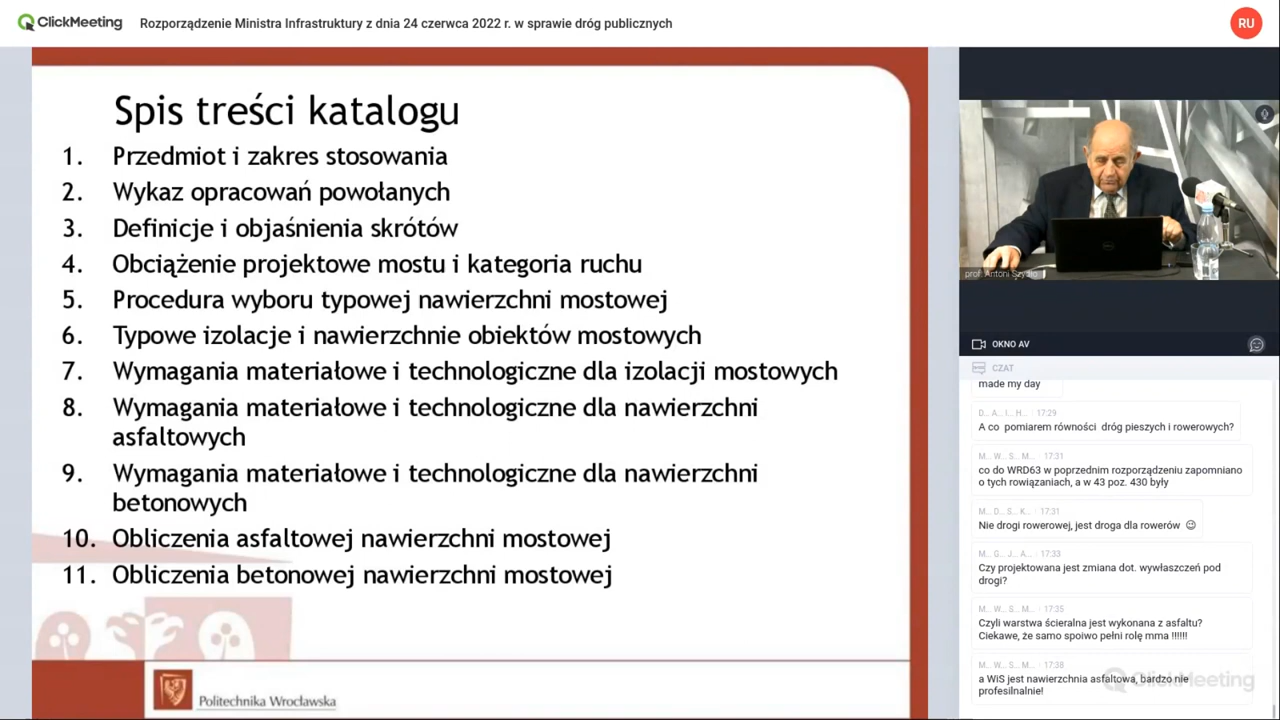 ClickMeeting
Rozporządzenie Ministra Infrastruktury z dnia 24 czerwca 2022 r. w sprawie dróg publicznych
RU
Spis treści katalogu
1. Przedmiot i zakres stosowania
2. Wykaz opracowań powołanych
3. Definicje i objaśnienia skrótów
4. Obciążenie projektowe mostu i kategoria ruchu
5. Procedura wyboru typowej nawierzchni mostowej
6. Typowe izolacje i nawierzchnie obiektów mostowych
7. Wymagania materiałowe i technologiczne dla izolacji mostowych
8. Wymagania materiałowe i technologiczne dla nawierzchni
asfaltowych
9. Wymagania materiałowe i technologiczne dla nawierzchni
betonowych
10. Obliczenia asfaltowej nawierzchni mostowej
11. Obliczenia betonowej nawierzchni mostowej
Politechnika Wrocławska
prof. Antoni Szydło
OKNO AV
CZAT
made my day
D... A... I... H... · 17:29
A co pomiarem równości dróg pieszych i rowerowych?
M... W... S... M... · 17:31
co do WRD63 w poprzednim rozporządzeniu zapomniano
o tych rowiązaniach, a w 43 poz. 430 były
M... D... S... K... · 17:31
Nie drogi rowerowej, jest droga dla rowerów 😉
M... G... J... A... · 17:33
Czy projektowana jest zmiana dot. wywłaszczeń pod
drogi?
M... W... S... M... · 17:35
Czyli warstwa ścieralna jest wykonana z asfaltu?
Ciekawe, że samo spoiwo pełni rolę mma !!!!!!
M... W... S... M... · 17:38
a WiS jest nawierzchnia asfaltowa, bardzo nie
profesilnalnie!
ClickMeeting